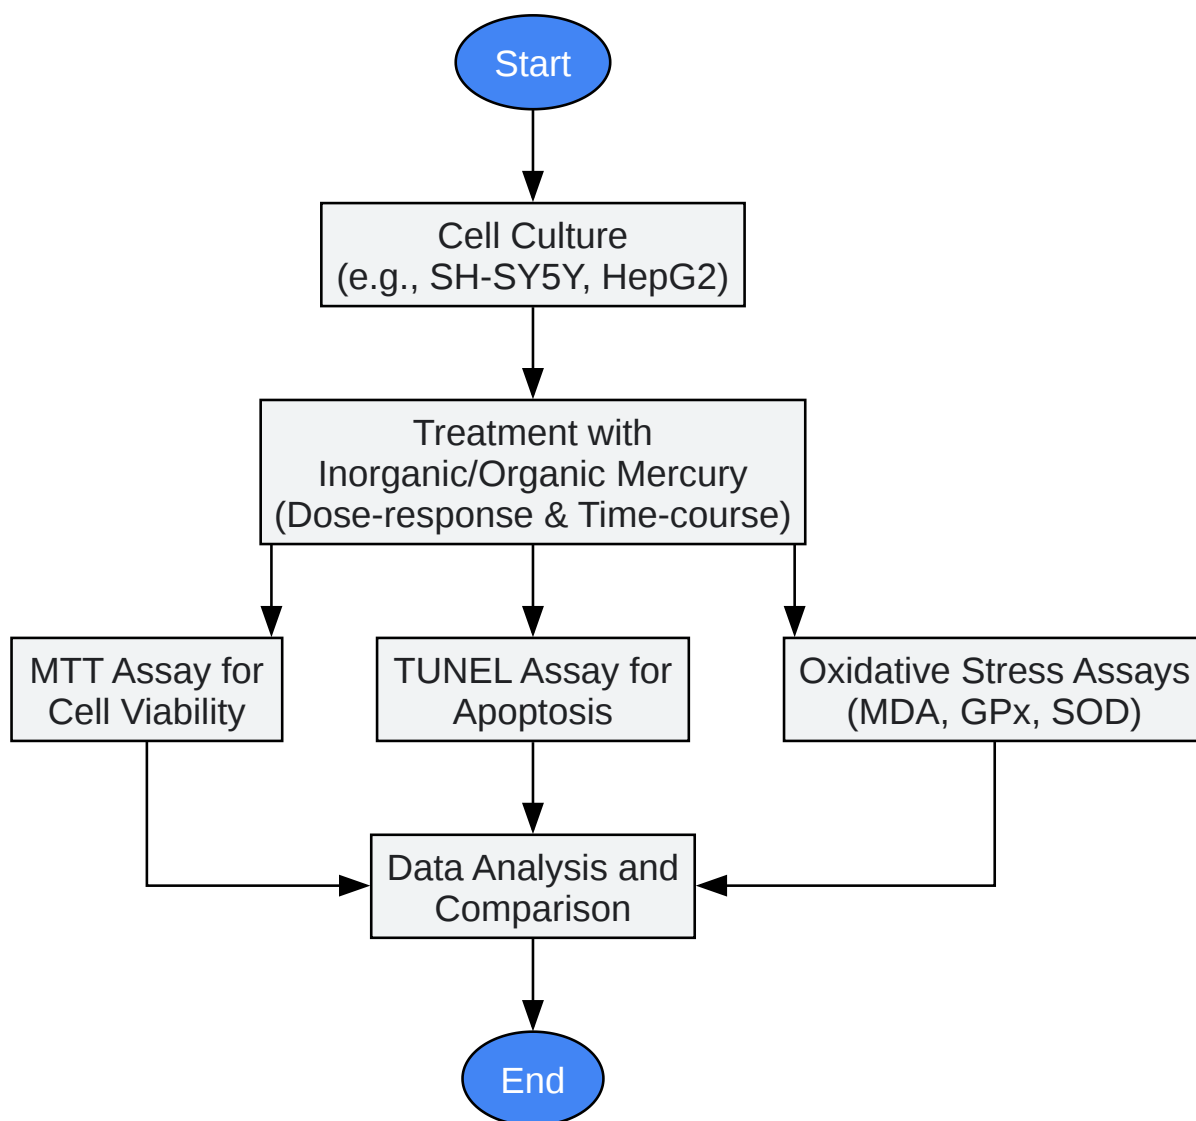 Start
Cell Culture
(e.g., SH-SY5Y, HepG2)
Treatment with
Inorganic/Organic Mercury
(Dose-response & Time-course)
MTT Assay for
Cell Viability
TUNEL Assay for
Apoptosis
Oxidative Stress Assays
(MDA, GPx, SOD)
Data Analysis and
Comparison
End